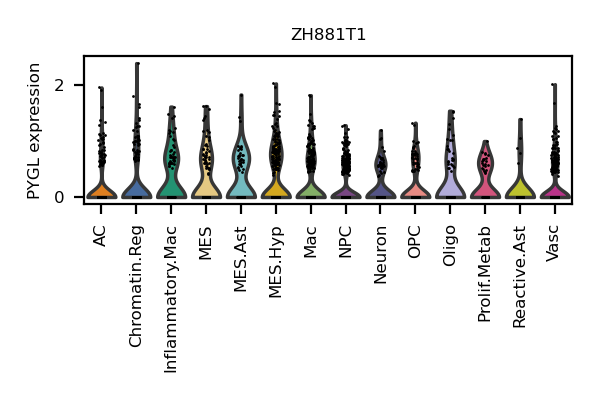 ZH881T1
PYGL expression
2
0
AC
Chromatin.Reg
Inflammatory.Mac
MES
MES.Ast
MES.Hyp
Mac
NPC
Neuron
OPC
Oligo
Prolif.Metab
Reactive.Ast
Vasc